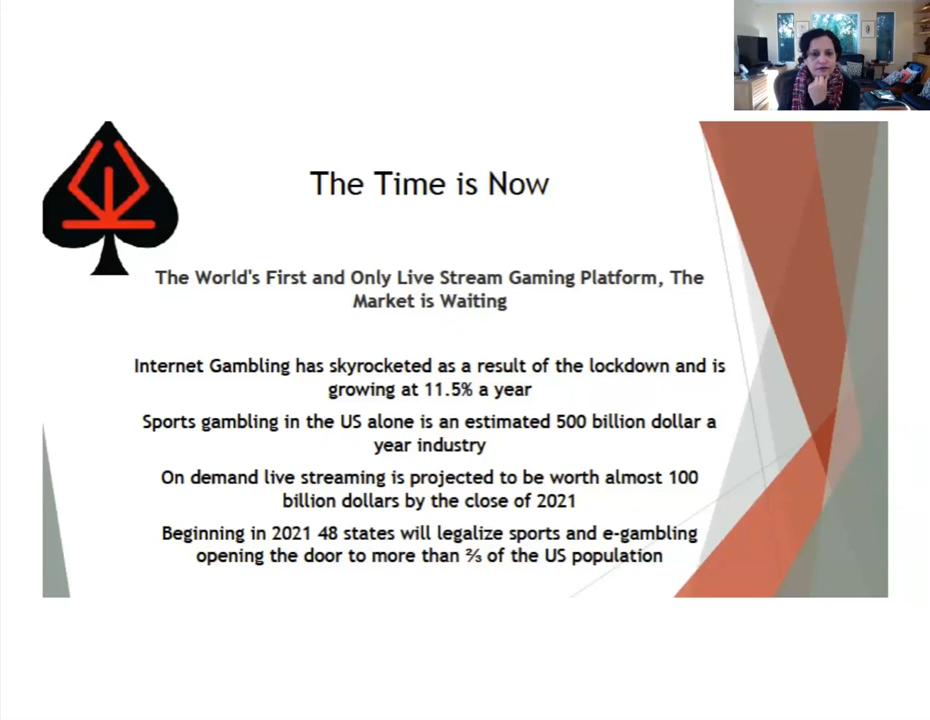 The Time is Now
The World's First and Only Live Stream Gaming Platform, The
Market is Waiting
Internet Gambling has skyrocketed as a result of the lockdown and is
growing at 11.5% a year
Sports gambling in the US alone is an estimated 500 billion dollar a
year industry
On demand live streaming is projected to be worth almost 100
billion dollars by the close of 2021
Beginning in 2021 48 states will legalize sports and e-gambling
opening the door to more than ⅔ of the US population